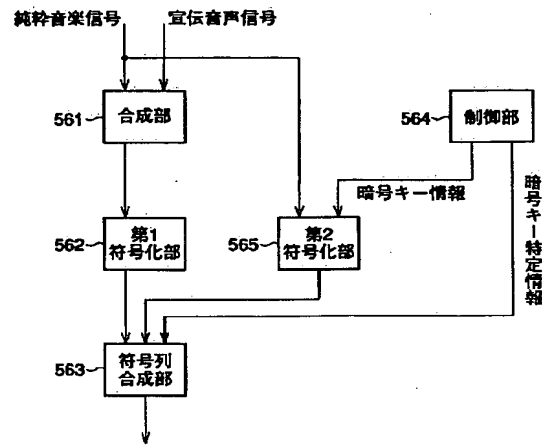 純粋音楽信号
宣伝音声信号
561
合成部
564
制御部
暗号キー情報
暗号キー特定情報
562
第1
符号化部
565
第2
符号化部
563
符号列
合成部